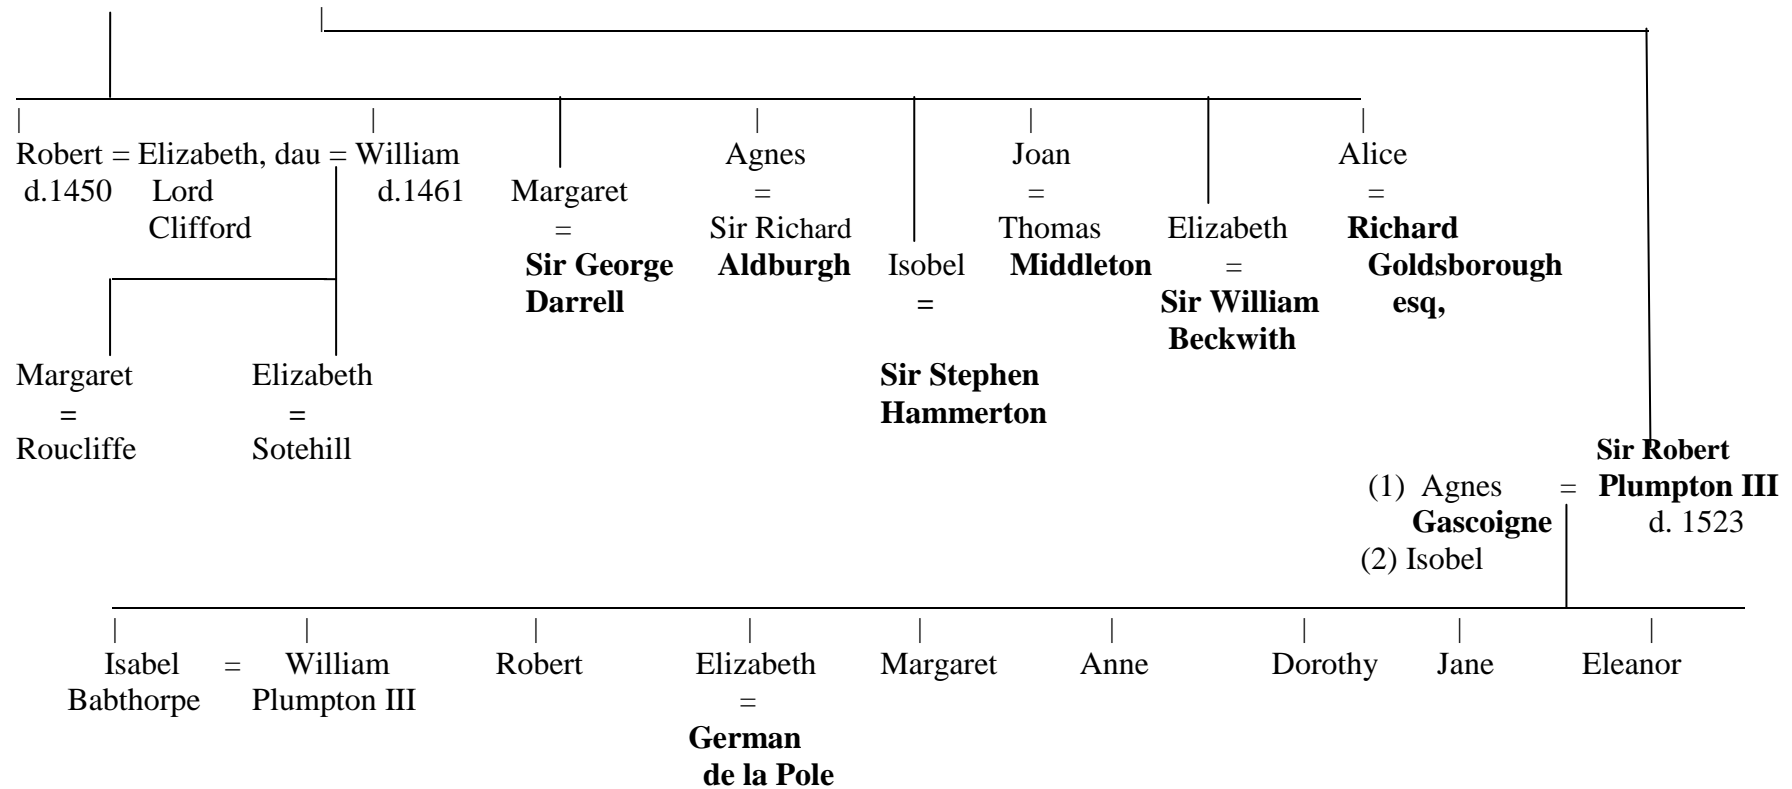 Robert = Elizabeth, dau = William Agnes Joan Alice
d.1450 Lord d.1461 Margaret = = Elizabeth =
Clifford = Sir Richard Thomas Richard
Sir George Aldburgh Isobel Middleton = Goldsborough
Darrell = Sir William esq,
Beckwith
Margaret Elizabeth Sir Stephen
= = Hammerton
Roucliffe Sotehill Sir Robert
(1) Agnes = Plumpton III
Gascoigne d. 1523
(2) Isobel
Isabel = William Robert Elizabeth Margaret Anne Dorothy Jane Eleanor
Babthorpe Plumpton III =
German
de la Pole